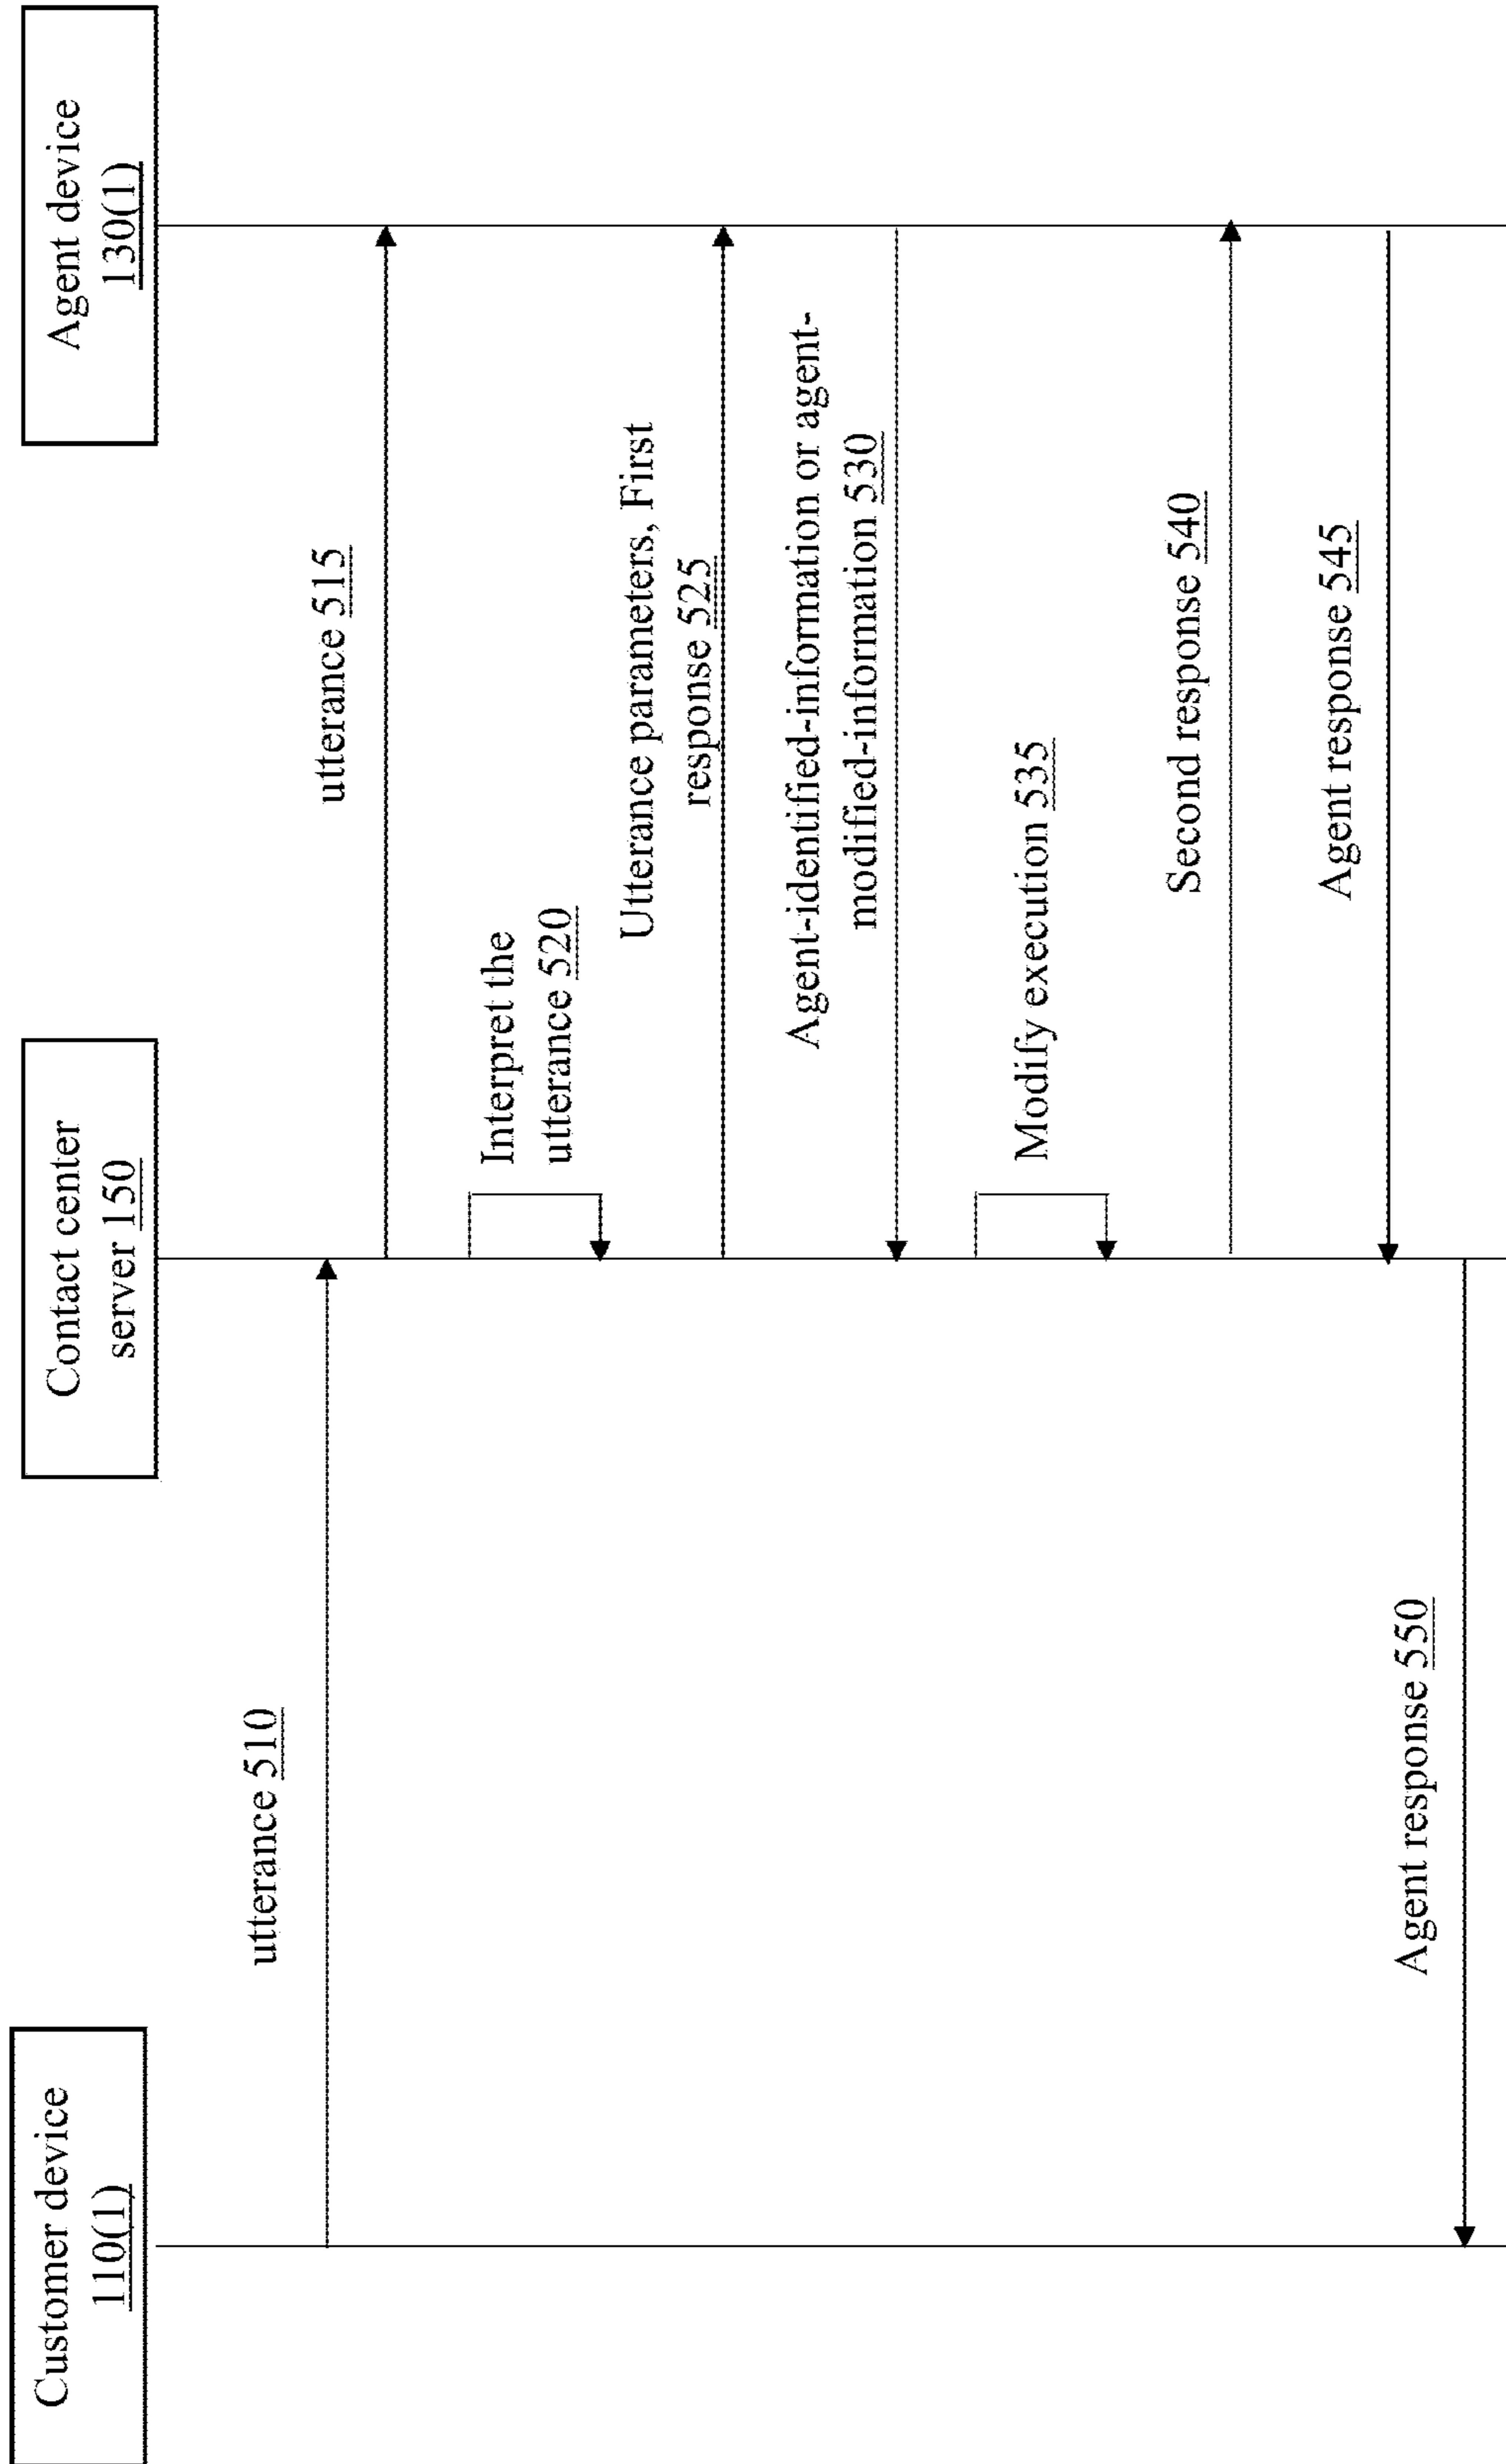 Customer device
110(1)
Contact center
server 150
Agent device
130(1)
utterance 510
utterance 515
Interpret the
utterance 520
Utterance parameters, First
response 525
Agent-identified-information or agent-
modified-information 530
Modify execution 535
Second response 540
Agent response 545
Agent response 550